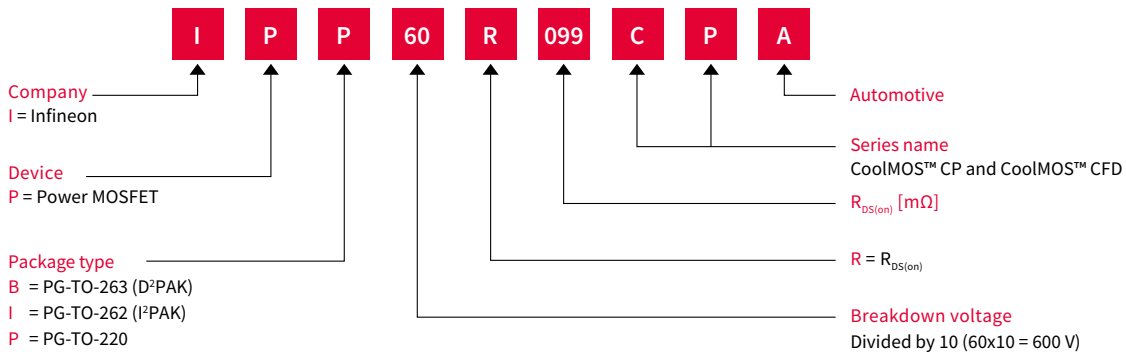 I P P 60 R 099 C P A
Company
I = Infineon
Device
P = Power MOSFET
Package type
B = PG-TO-263 (D²PAK)
I = PG-TO-262 (I²PAK)
P = PG-TO-220
Automotive
Series name
CoolMOS™ CP and CoolMOS™ CFD
RDS(on) [mΩ]
R = RDS(on)
Breakdown voltage
Divided by 10 (60x10 = 600 V)